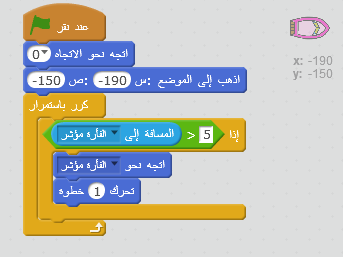 عند نقر
اتجه نحو الاتجاه 0
اذهب إلى الموضع س: -190 ص: -150
كرر باستمرار
إذا 5 < المسافة إلى الفأرة مؤشر
اتجه نحو الفأرة مؤشر
تحرك 1 خطوة
x: -190
y: -150